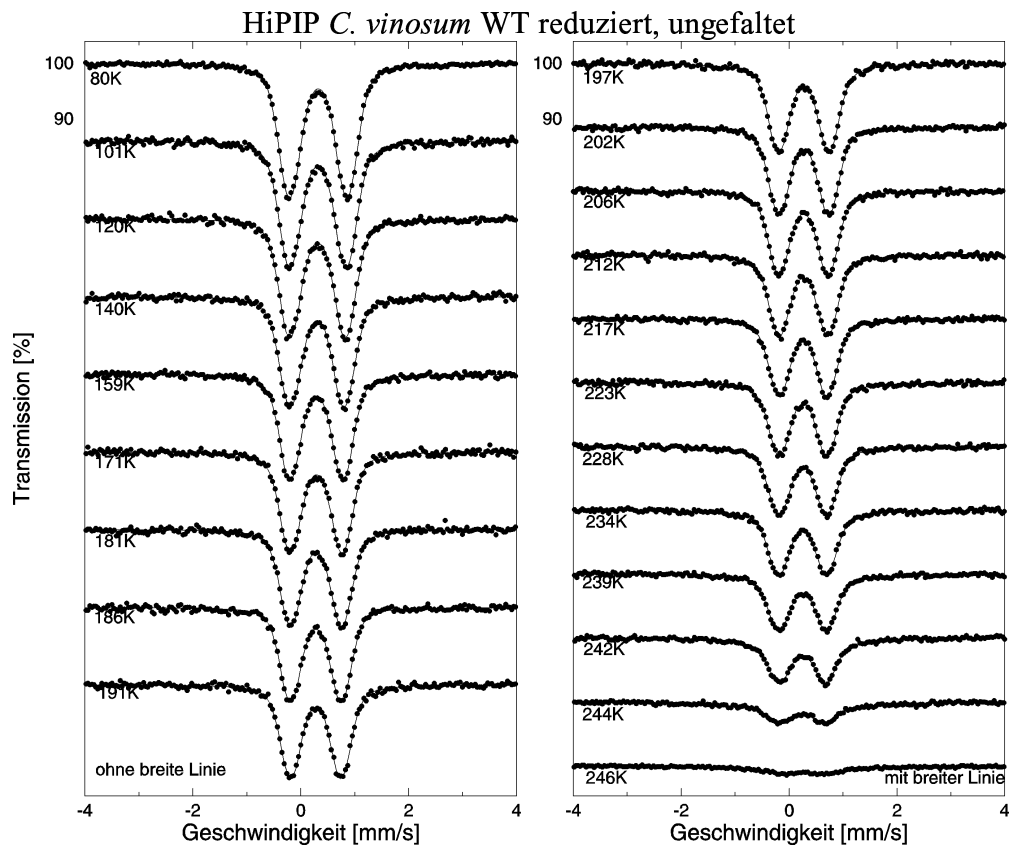 HiPIP C. vinosum WT reduziert, ungefaltet
100
80K
90
101K
120K
140K
159K
171K
181K
186K
191K
ohne breite Linie
-4 -2 0 2 4
Geschwindigkeit [mm/s]
Transmission [%]
100
197K
90
202K
206K
212K
217K
223K
228K
234K
239K
242K
244K
246K
mit breiter Linie
-4 -2 0 2 4
Geschwindigkeit [mm/s]